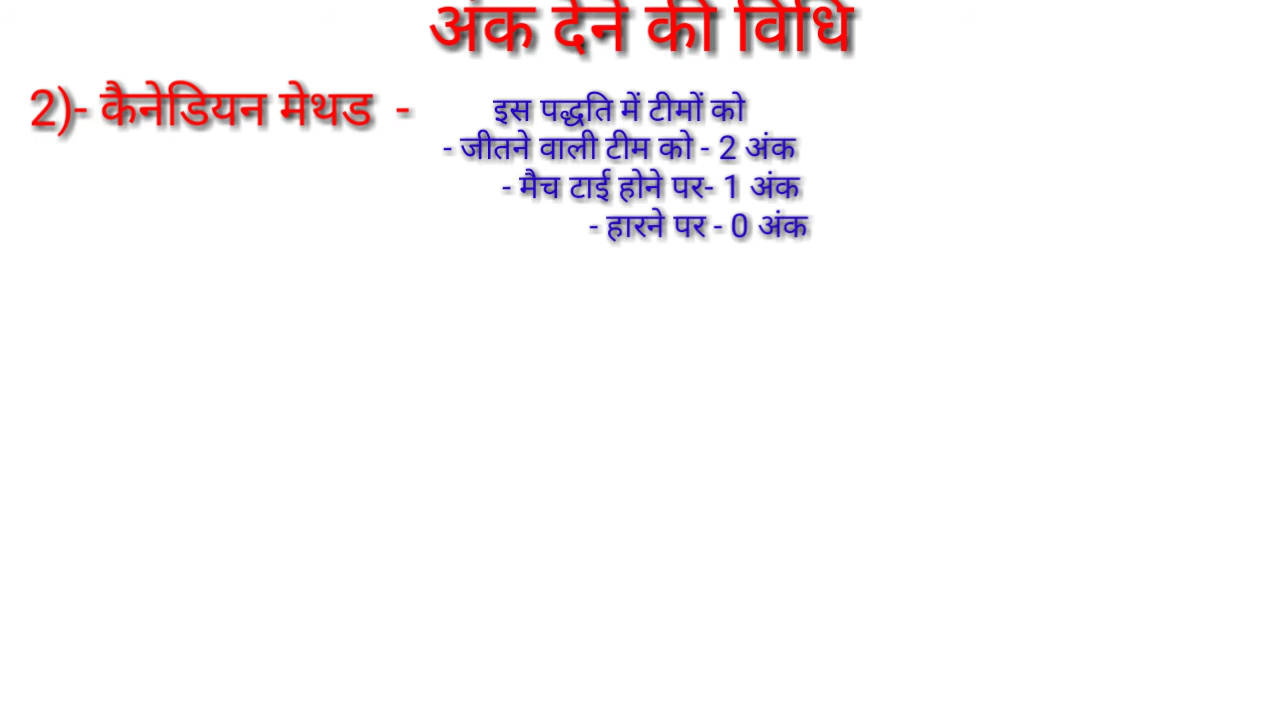 अंक देने की विधि
2)- कैनेडियन मेथड - इस पद्धति में टीमों को
- जीतने वाली टीम को - 2 अंक
- मैच टाई होने पर- 1 अंक
- हारने पर - 0 अंक